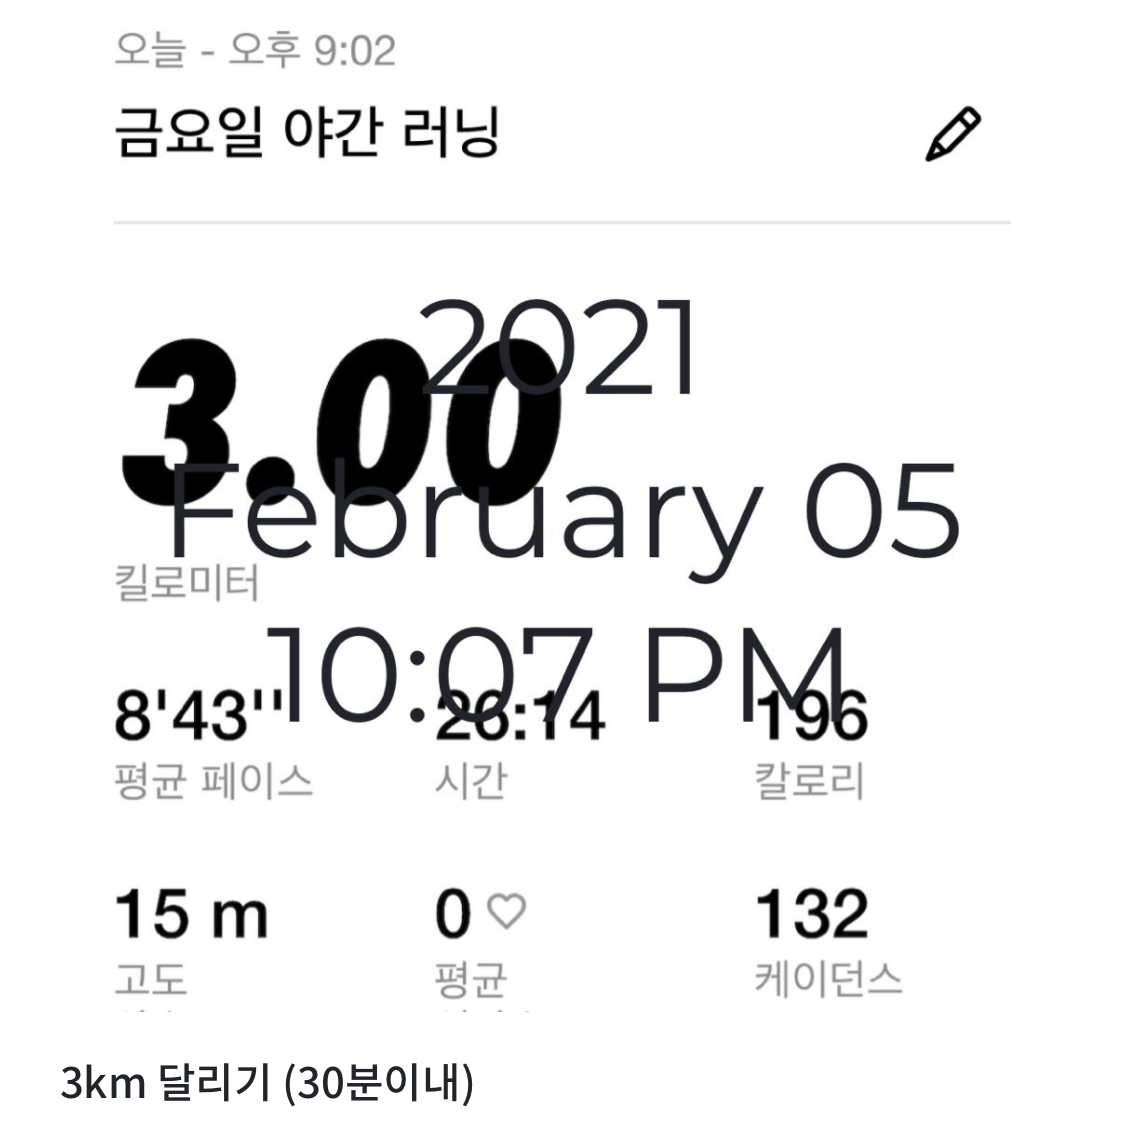 오늘 - 오후 9:02
금요일 야간 러닝
2021
3.00
February 05
킬로미터
10:07 PM
8'43'' 26:14 196
평균 페이스 시간 칼로리
15 m 0 132
고도 평균 케이던스
3km 달리기 (30분이내)